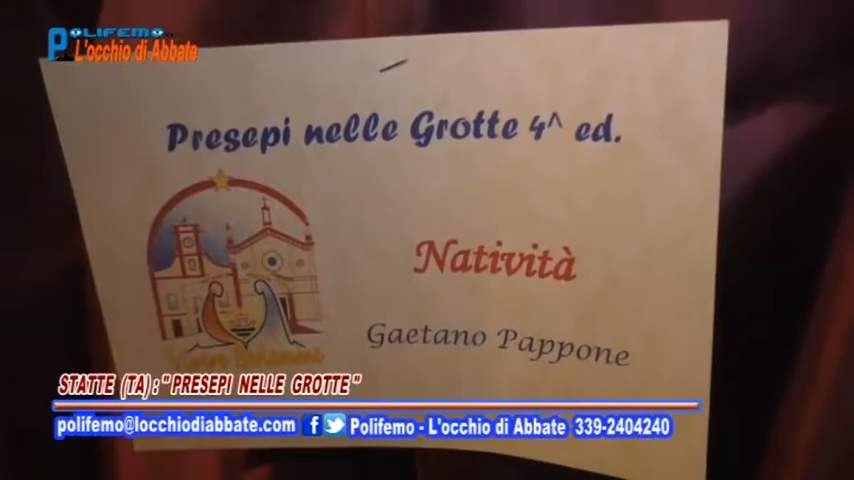 POLIFEMO..
L'occhio di Abbate
Presepi nelle Grotte 4^ ed.
Natività
Gaetano Pappone
STATTE (TA): "PRESEPI NELLE GROTTE"
polifemo@locchiodiabbate.com
Polifemo - L'occhio di Abbate 339-2404240